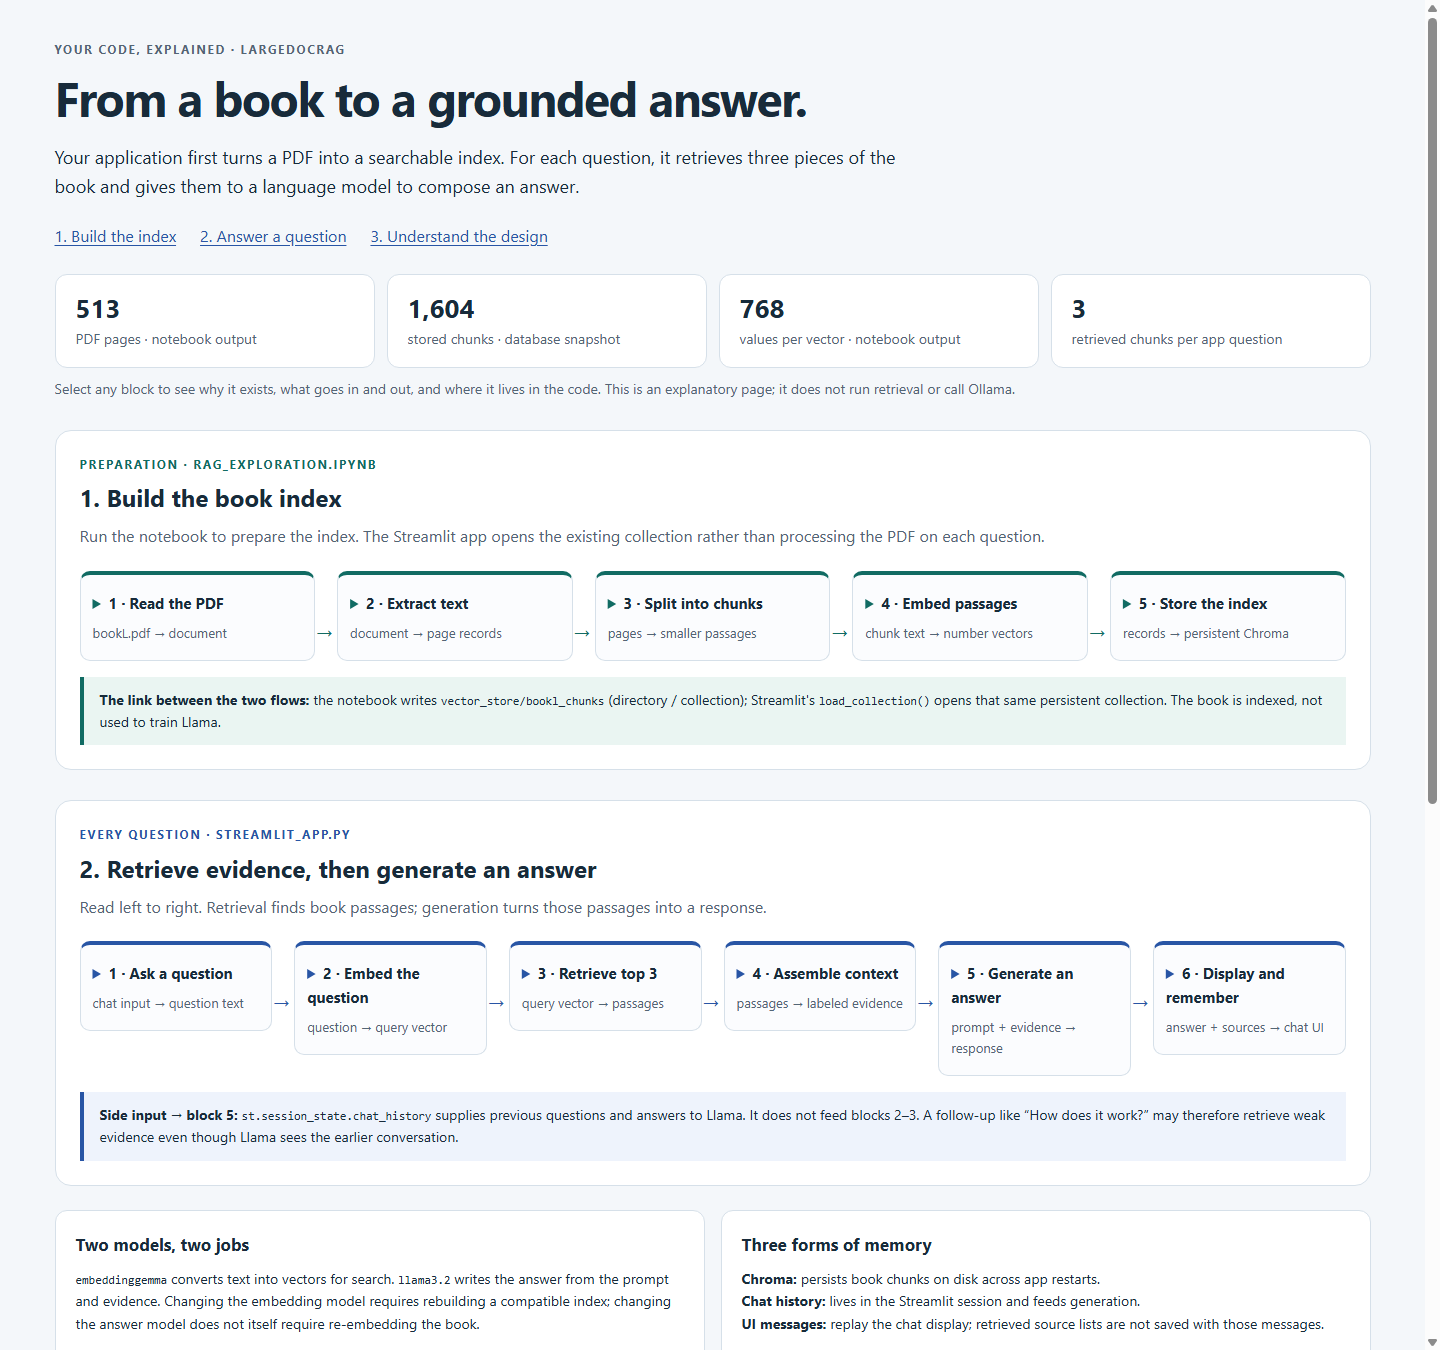 YOUR CODE, EXPLAINED · LARGEDOCRAG
From a book to a grounded answer.
Your application first turns a PDF into a searchable index. For each question, it retrieves three pieces of the
book and gives them to a language model to compose an answer.
1. Build the index 2. Answer a question 3. Understand the design
513
PDF pages · notebook output
1,604
stored chunks · database snapshot
768
values per vector · notebook output
3
retrieved chunks per app question
Select any block to see why it exists, what goes in and out, and where it lives in the code. This is an explanatory page; it does not run retrieval or call Ollama.
PREPARATION · RAG_EXPLORATION.IPYNB
1. Build the book index
Run the notebook to prepare the index. The Streamlit app opens the existing collection rather than processing the PDF on each question.
▶ 1 · Read the PDF
bookL.pdf → document
→
▶ 2 · Extract text
document → page records
→
▶ 3 · Split into chunks
pages → smaller passages
→
▶ 4 · Embed passages
chunk text → number vectors
→
▶ 5 · Store the index
records → persistent Chroma
The link between the two flows: the notebook writes vector_store/bookl_chunks (directory / collection); Streamlit's load_collection() opens that same persistent collection. The book is indexed, not
used to train Llama.
EVERY QUESTION · STREAMLIT_APP.PY
2. Retrieve evidence, then generate an answer
Read left to right. Retrieval finds book passages; generation turns those passages into a response.
▶ 1 · Ask a question
chat input → question text
→
▶ 2 · Embed the
question
question → query vector
→
▶ 3 · Retrieve top 3
query vector → passages
→
▶ 4 · Assemble context
passages → labeled evidence
→
▶ 5 · Generate an
answer
prompt + evidence →
response
→
▶ 6 · Display and
remember
answer + sources → chat UI
Side input → block 5: st.session_state.chat_history supplies previous questions and answers to Llama. It does not feed blocks 2–3. A follow-up like “How does it work?” may therefore retrieve weak
evidence even though Llama sees the earlier conversation.
Two models, two jobs
embeddinggemma converts text into vectors for search. llama3.2 writes the answer from the prompt
and evidence. Changing the embedding model requires rebuilding a compatible index; changing
the answer model does not itself require re-embedding the book.
Three forms of memory
Chroma: persists book chunks on disk across app restarts.
Chat history: lives in the Streamlit session and feeds generation.
UI messages: replay the chat display; retrieved source lists are not saved with those messages.